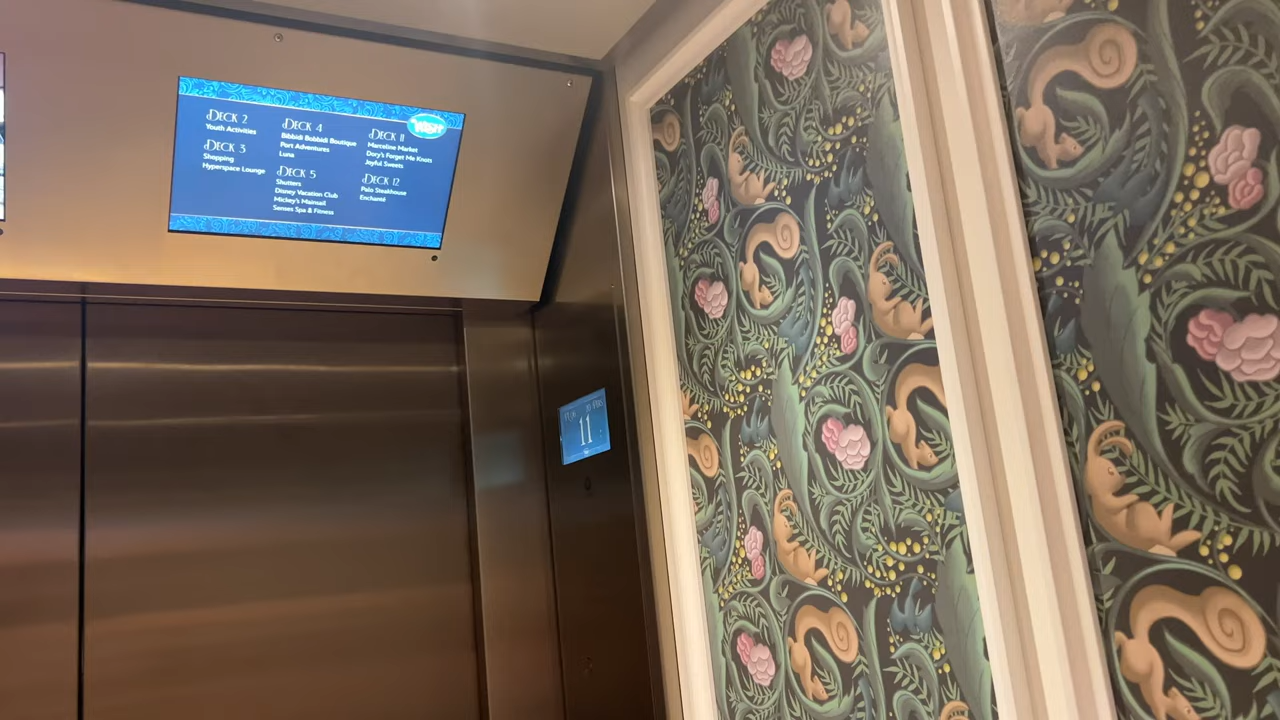 VISIT
DECK 2
Youth Activities
DECK 3
Shopping
Hyperspace Lounge
DECK 4
Bibbidi Bobbidi Boutique
Port Adventures
Luna
DECK 5
Shutters
Disney Vacation Club
Mickey's Mainsail
Senses Spa & Fitness
DECK 11
Marceline Market
Dory's Forget Me Knots
Joyful Sweets
DECK 12
Palo Steakhouse
Enchanté
11